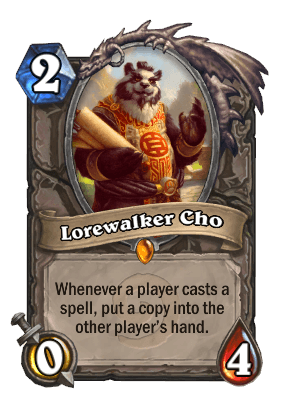 2
Lorewalker Cho
Whenever a player casts a
spell, put a copy into the
other player's hand.
0
4